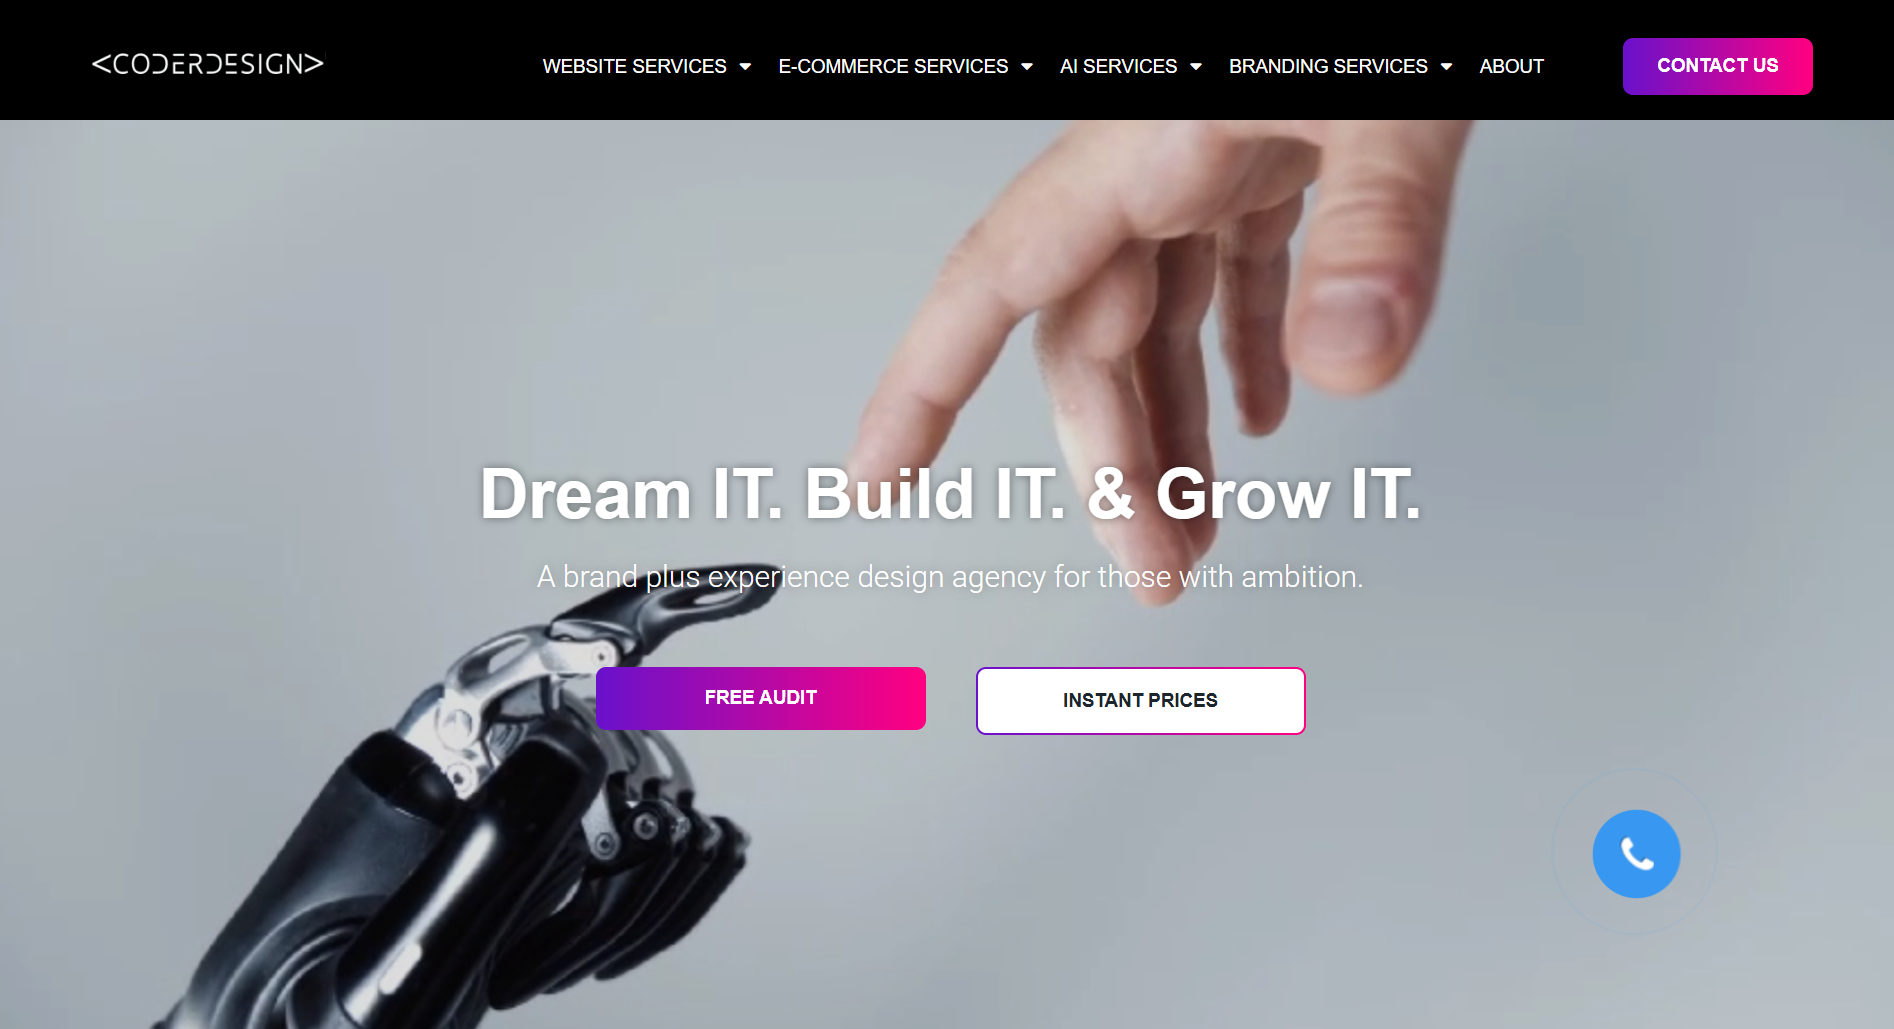 <CODERDESIGN>
WEBSITE SERVICES
E-COMMERCE SERVICES
AI SERVICES
BRANDING SERVICES
ABOUT
CONTACT US
Dream IT. Build IT. & Grow IT.
A brand plus experience design agency for those with ambition.
FREE AUDIT
INSTANT PRICES